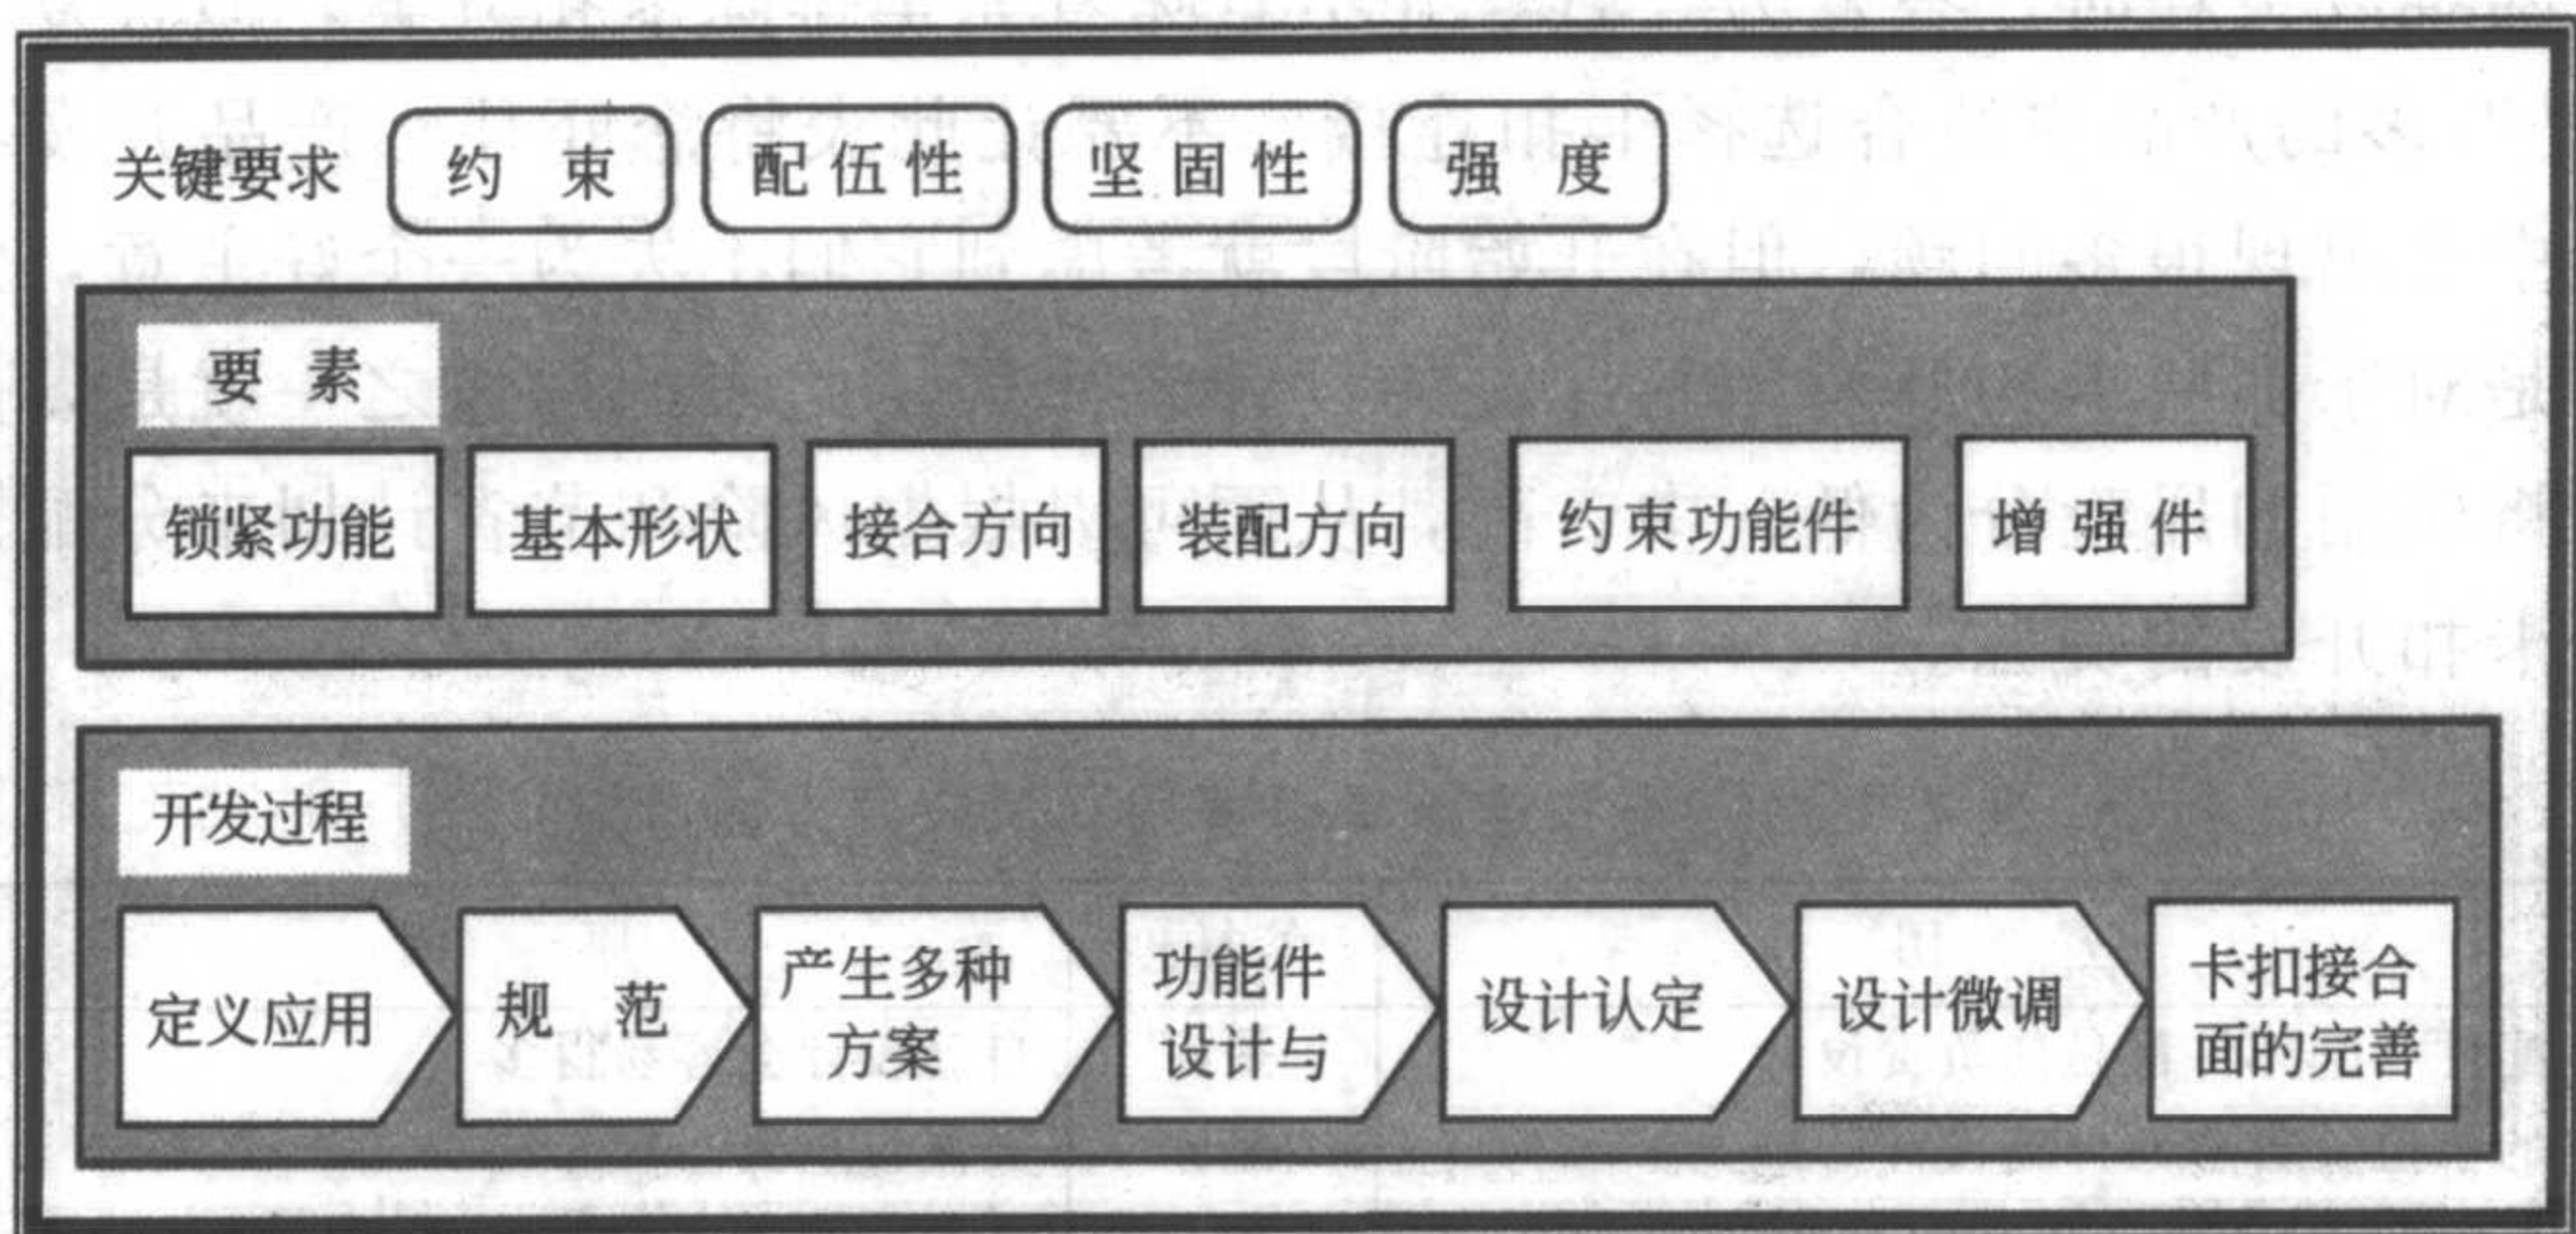 关键要求 约束 配伍性 坚固性 强度
要素
锁紧功能 基本形状 接合方向 装配方向 约束功能件 增强件
开发过程
定义应用
规范
产生多种
方案
功能件
设计与
设计认定
设计微调
卡扣接合
面的完善